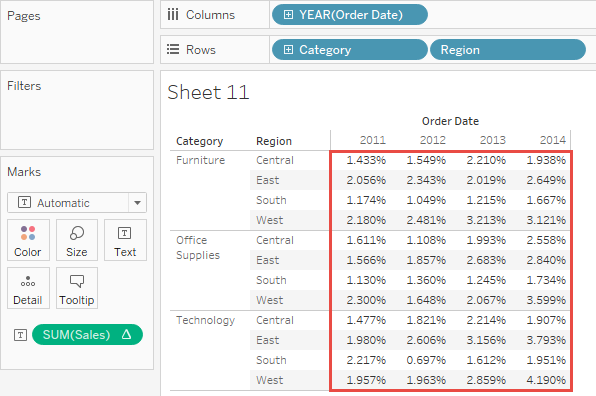 Pages
Columns
YEAR(Order Date)
Rows
Category
Region
Filters
Sheet 11
Order Date
Category Region 2011 2012 2013 2014
Furniture Central 1.433% 1.549% 2.210% 1.938%
East 2.056% 2.343% 2.019% 2.649%
South 1.174% 1.049% 1.215% 1.667%
West 2.180% 2.481% 3.213% 3.121%
Office Supplies Central 1.611% 1.108% 1.993% 2.558%
East 1.566% 1.857% 2.683% 2.840%
South 1.130% 1.360% 1.245% 1.734%
West 2.300% 1.648% 2.067% 3.599%
Technology Central 1.477% 1.821% 2.214% 1.907%
East 1.980% 2.606% 3.156% 3.793%
South 2.217% 0.697% 1.612% 1.951%
West 1.957% 1.963% 2.859% 4.190%
Marks
T Automatic
Color Size T Text
Detail Tooltip
T SUM(Sales) Δ